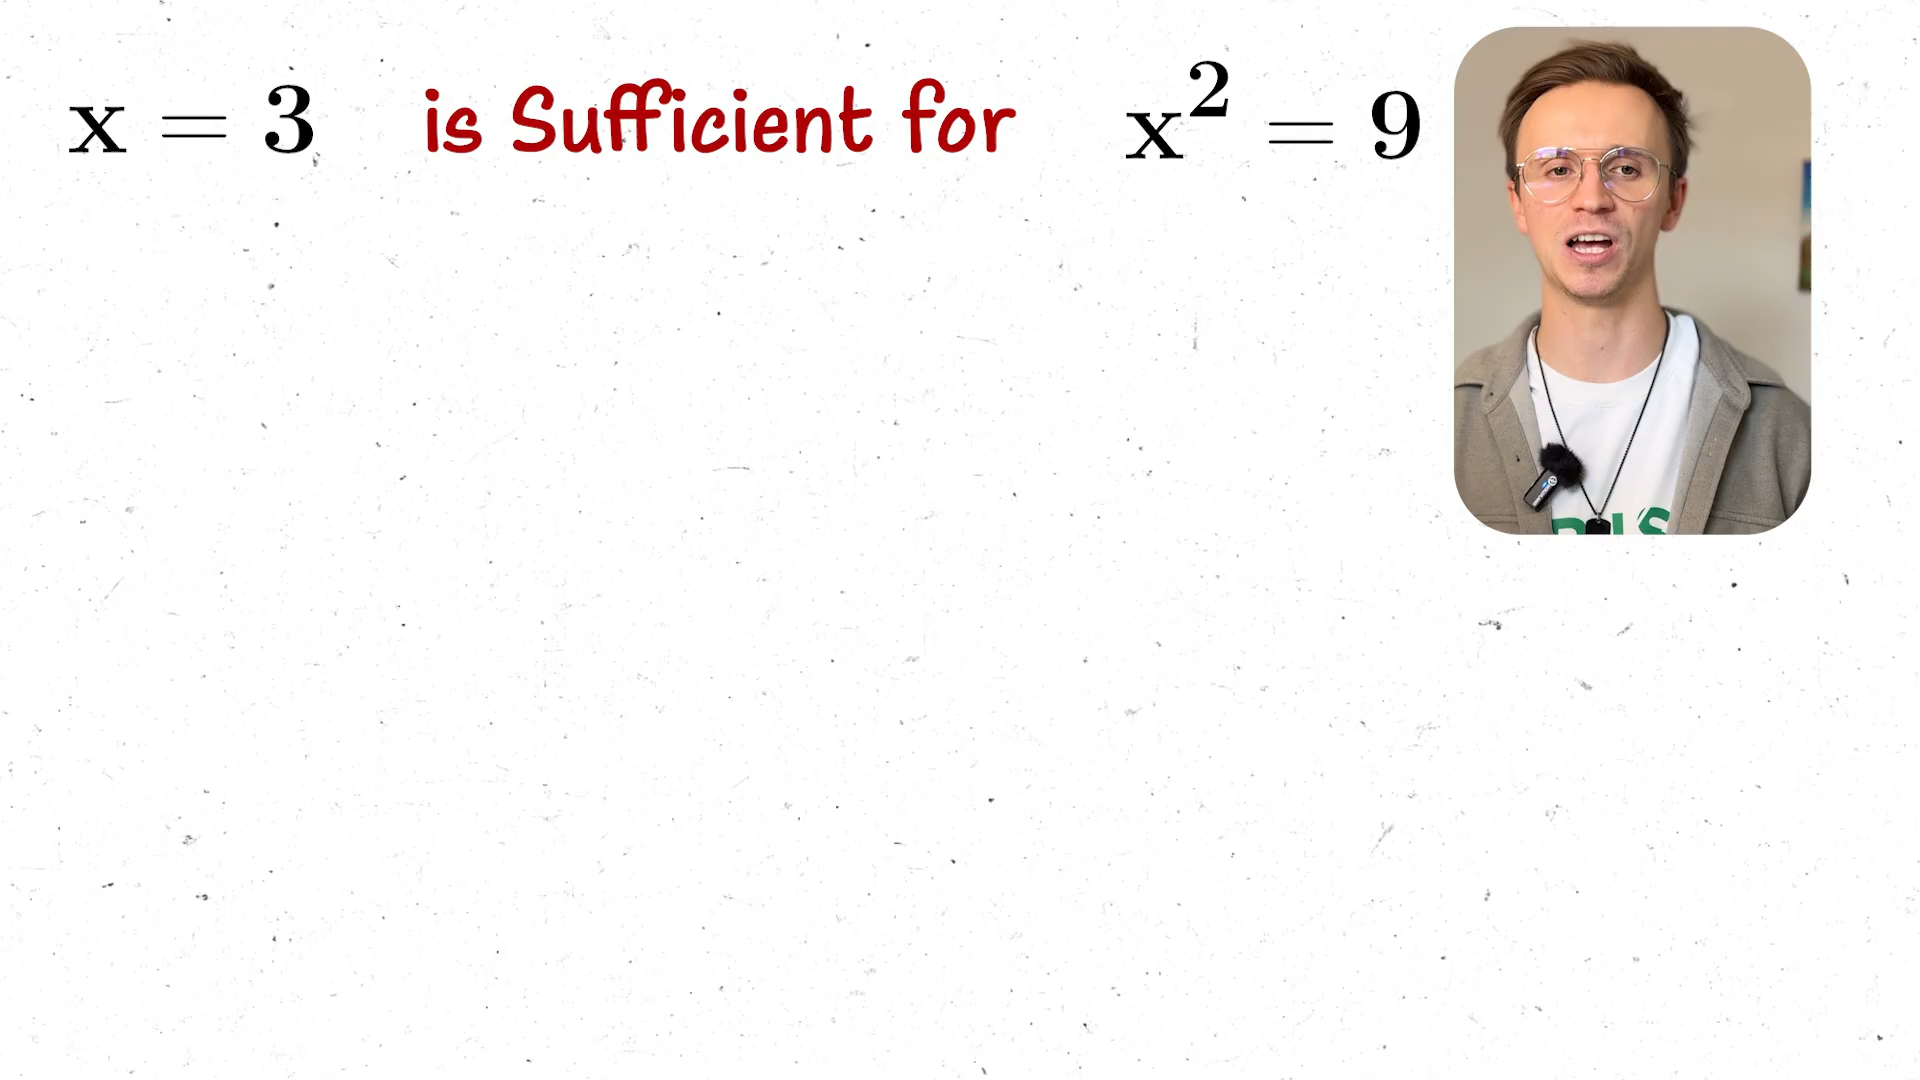 x = 3 is Sufficient for x² = 9